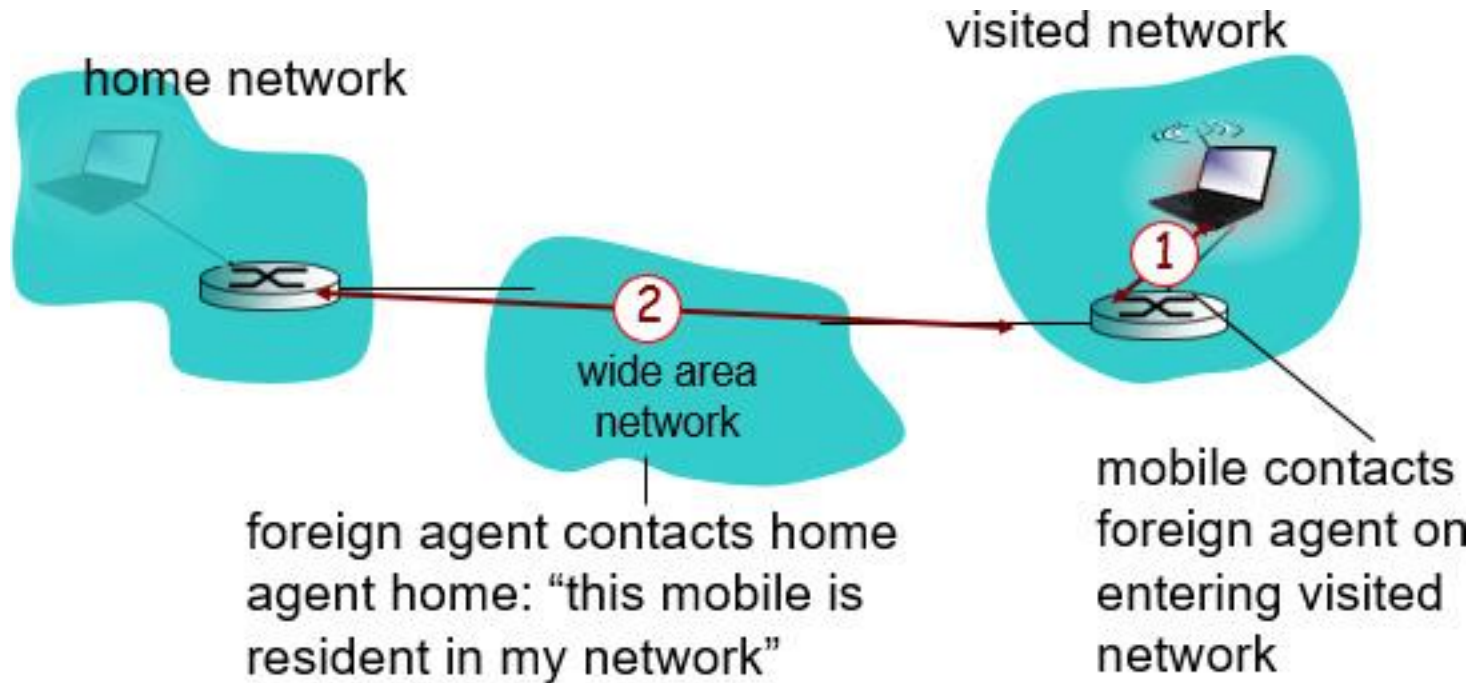 visited network
home network
1
2
wide area
network
foreign agent contacts home
agent home: “this mobile is
resident in my network”
mobile contacts
foreign agent on
entering visited
network